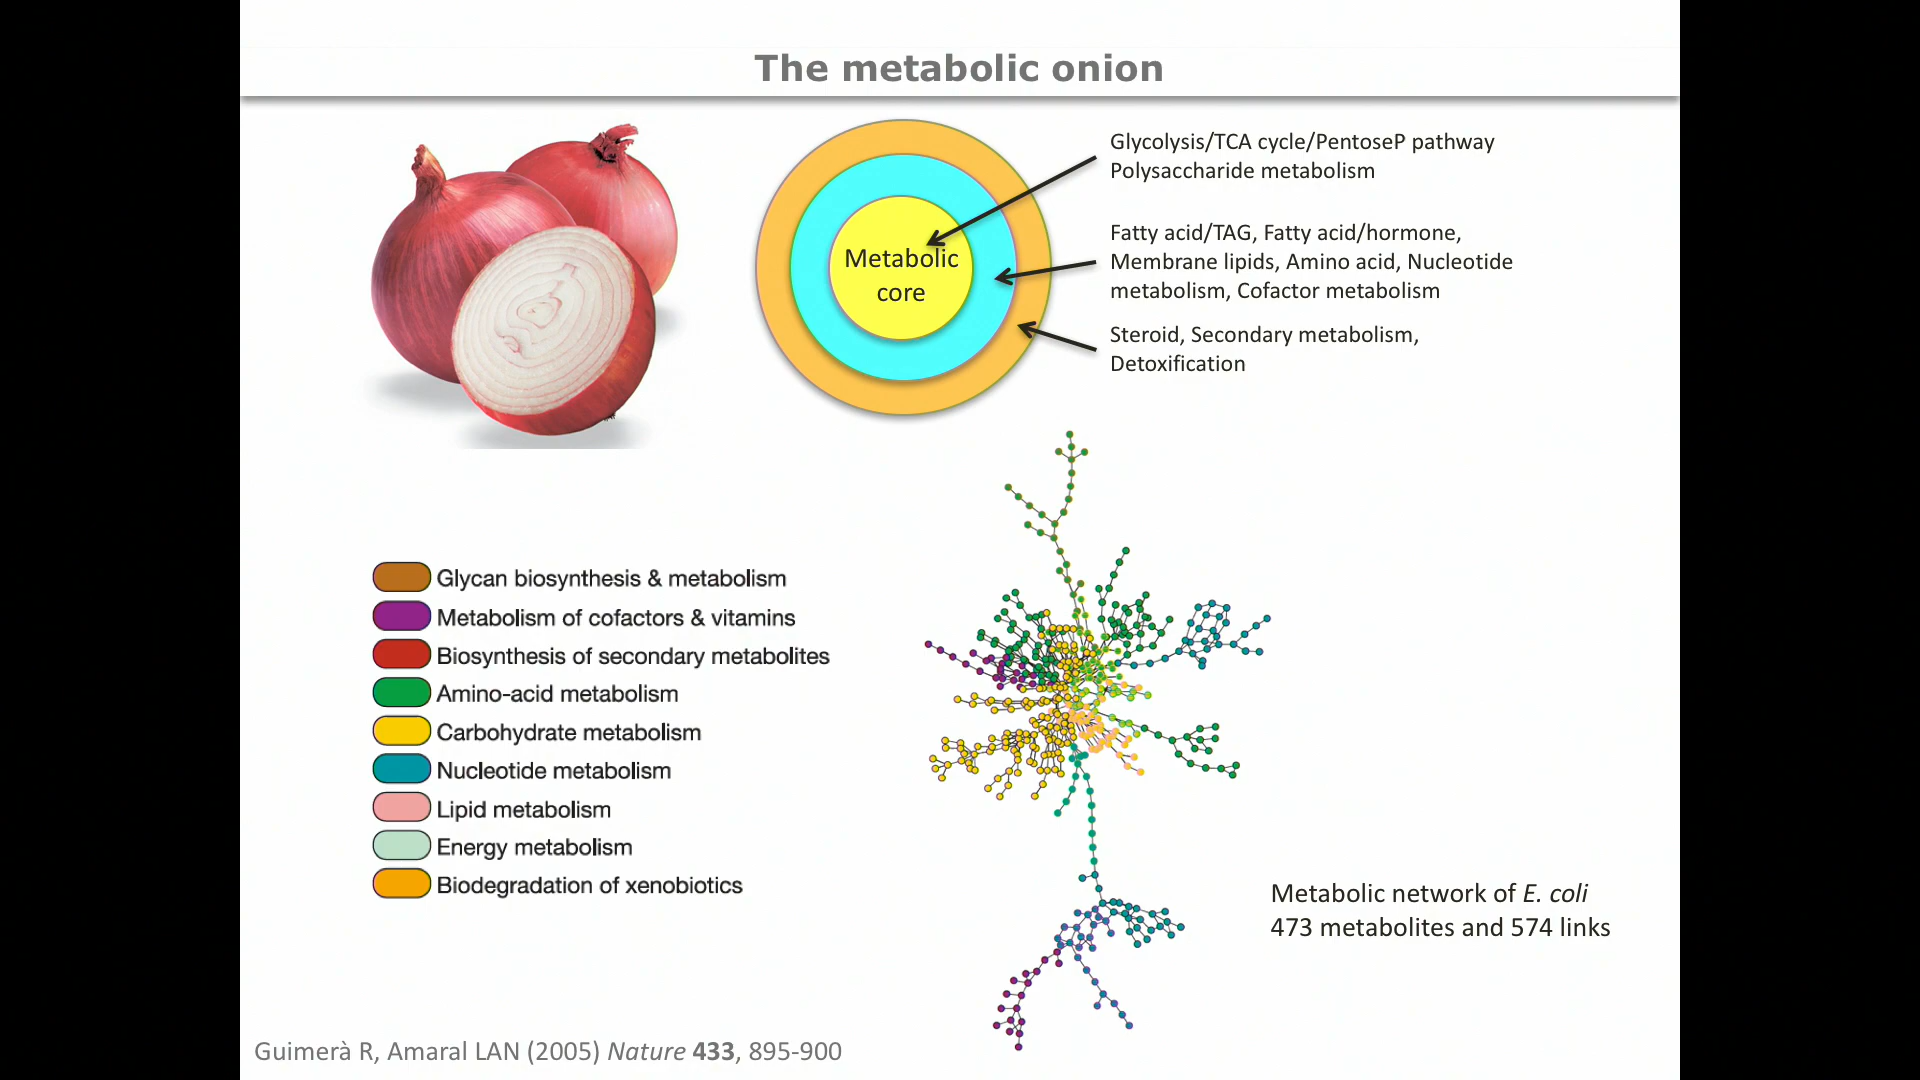 The metabolic onion
Glycolysis/TCA cycle/PentoseP pathway
Polysaccharide metabolism
Metabolic
core
Fatty acid/TAG, Fatty acid/hormone,
Membrane lipids, Amino acid, Nucleotide
metabolism, Cofactor metabolism
Steroid, Secondary metabolism,
Detoxification
Glycan biosynthesis & metabolism
Metabolism of cofactors & vitamins
Biosynthesis of secondary metabolites
Amino-acid metabolism
Carbohydrate metabolism
Nucleotide metabolism
Lipid metabolism
Energy metabolism
Biodegradation of xenobiotics
Metabolic network of E. coli
473 metabolites and 574 links
Guimerà R, Amaral LAN (2005) Nature 433, 895-900